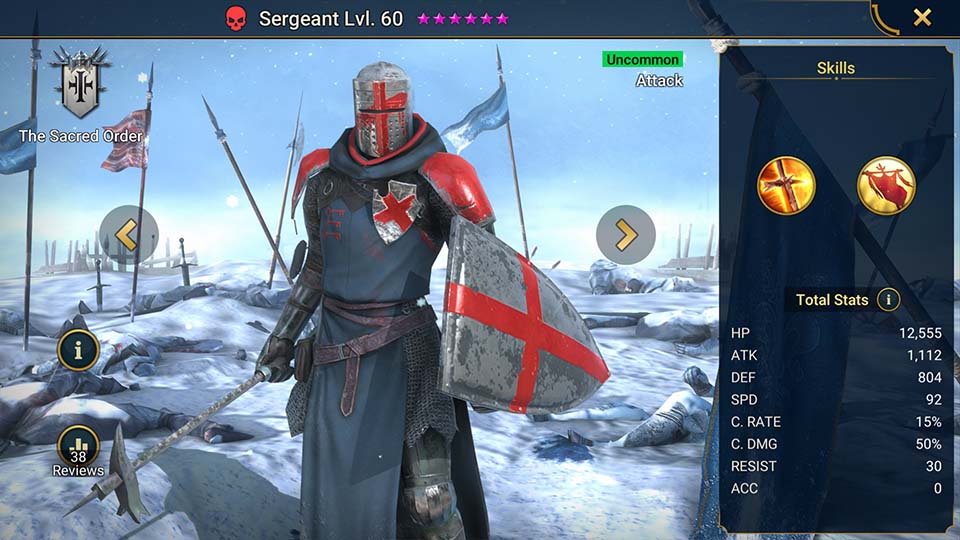 Sergeant Lvl. 60
The Sacred Order
Uncommon
Attack
38
Reviews
Skills
Total Stats
HP 12,555
ATK 1,112
DEF 804
SPD 92
C. RATE 15%
C. DMG 50%
RESIST 30
ACC 0